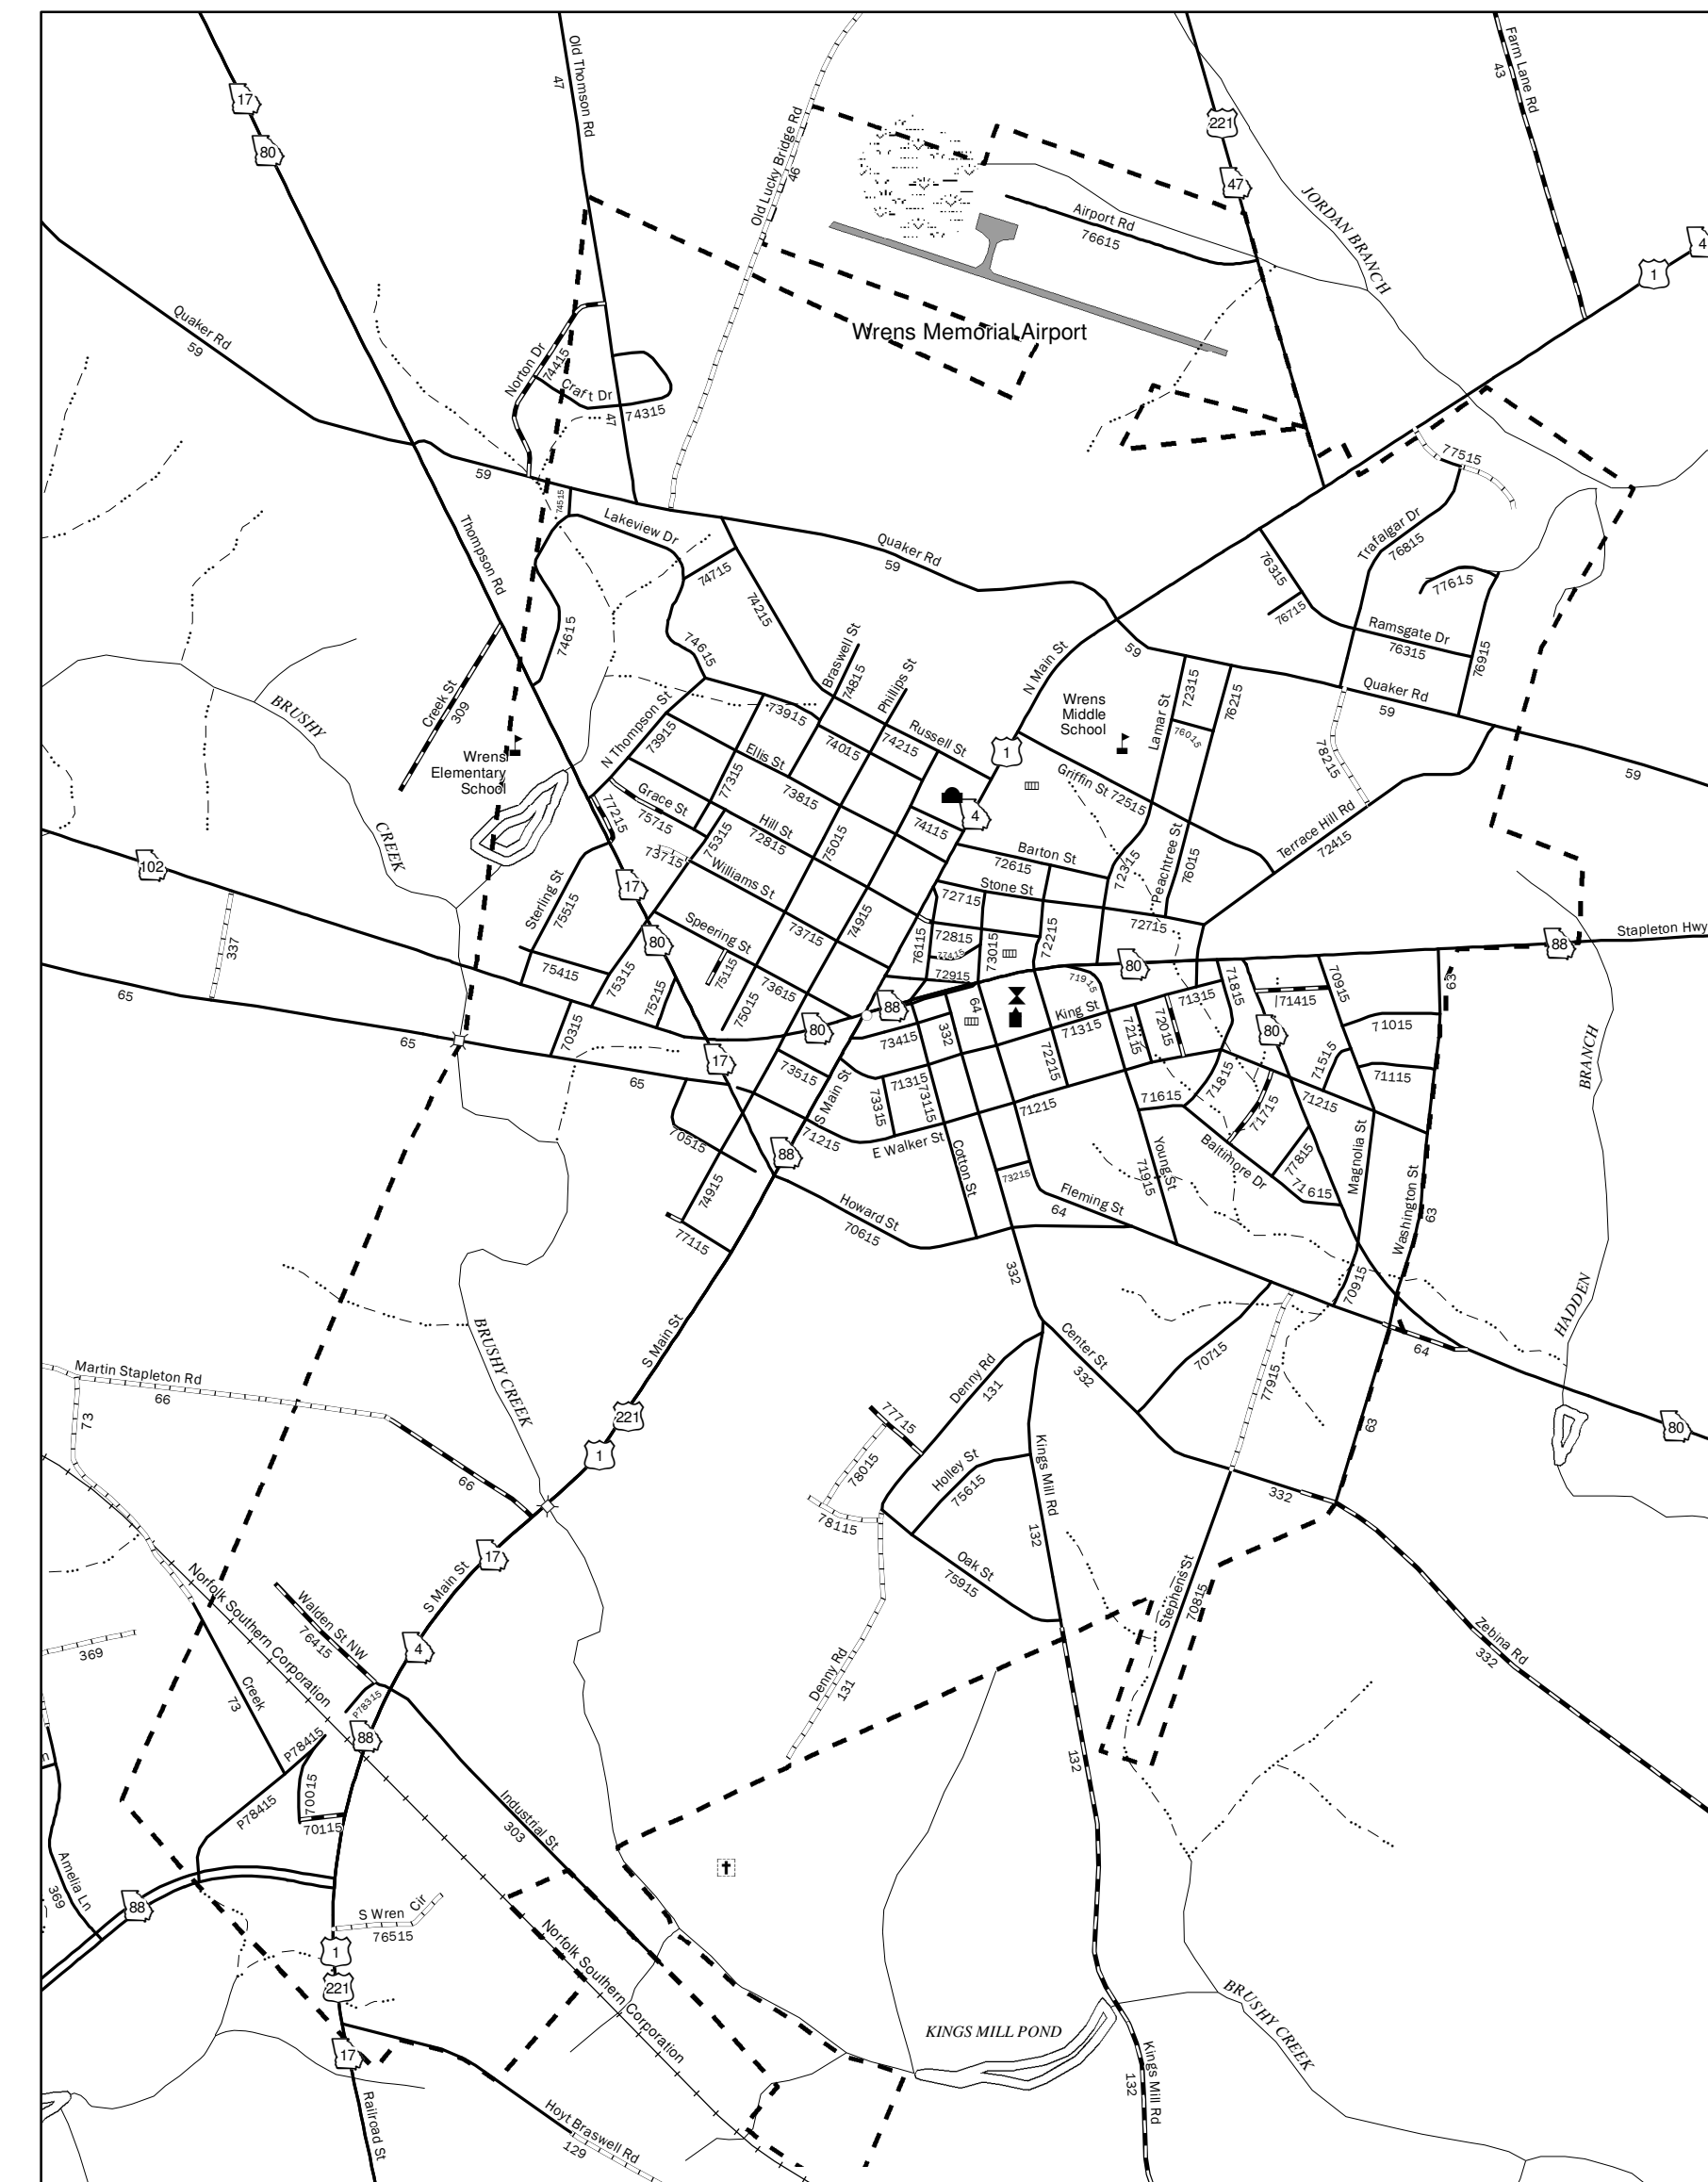 17
80
Old Thomson Rd
47
Old Lucky Bridge Rd
46
221
47
Farm Lane Rd
43
JORDAN BRANCH
Airport Rd
76615
4
1
Wrens Memorial Airport
Quaker Rd
59
Norton Dr
74415
Craft Dr
74315
47
59
74515
Lakeview Dr
74715
74215
Quaker Rd
59
77515
Trafalgar Dr
76815
77615
76315
76715
Ramsgate Dr
76315
76915
Thompson Rd
74615
74615
Braswell St
74815
Phillips St
N Main St
59
Quaker Rd
59
59
BRUSHY
CREEK
Creek St
309
Wrens
Elementary
School
N Thompson St
73915
73915
74015
74215
Russell St
1
Wrens
Middle
School
Lamar St
72315
76015
76215
78215
Ellis St
73815
77315
Grace St
75715
77215
Hill St
72815
75315
73715
Williams St
75015
74115
4
Griffin St 72515
Barton St
72615
72315
Peachtree St
76015
Terrace Hill Rd
72415
102
337
65
17
80
Sterling St
75515
75415
75315
Speering St
75115
75215
73615
75015
73715
74915
Stone St
72715
76115
72815
77415
72915
73015
72215
72715
80
71915
88
Stapleton Hwy
63
65
65
70315
17
80
88
73415
332
64
King St
71315
72115
72015
71315
71815
71415
80
70915
71015
71515
71115
BRANCH
73515
S Main St
71315
73315
73115
72215
71215
71615
71815
71715
71215
70515
88
71215
E Walker St
Cotton St
73215
Young St
71915
Baltimore Dr
77815
71615
Magnolia St
Washington St
63
74915
77115
Howard St
70615
Fleming St
64
332
70915
HADDEN
S Main St
BRUSHY CREEK
Martin Stapleton Rd
66
73
66
221
1
Center St
332
70715
77915
64
80
63
Denny Rd
131
77715
78015
78115
Holley St
75615
Kings Mill Rd
132
332
Oak St
75915
17
S Main St
Norfolk Southern Corporation
Walden St NW
76415
4
369
Creek
73
P78315
88
P78415
P78415
70015
70115
Denny Rd
131
132
Stephens St
70815
Zebina Rd
332
Industrial St
303
Amelia Ln
369
88
S Wren Cir
76515
1
221
17
Norfolk Southern Corporation
KINGS MILL POND
BRUSHY CREEK
Kings Mill Rd
132
Railroad St
Hoyt Braswell Rd
129